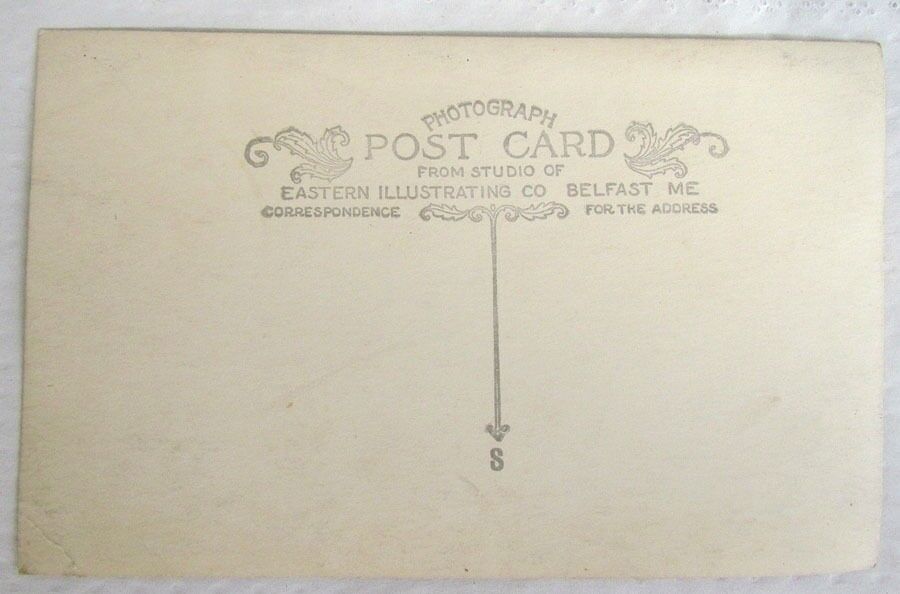 PHOTOGRAPH
POST CARD
FROM STUDIO OF
EASTERN ILLUSTRATING CO BELFAST ME
CORRESPONDENCE FOR THE ADDRESS
S